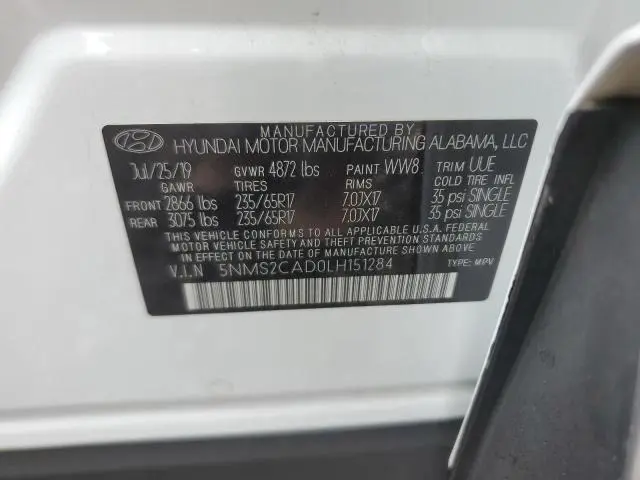 MANUFACTURED BY
HYUNDAI MOTOR MANUFACTURING ALABAMA, LLC
Jul/25/19 GVWR 4872 lbs PAINT WW8 TRIM UUE
GAWR TIRES COLD TIRE INFL
FRONT 2866 lbs 235/65R17 7.0JX17 35 psi SINGLE
REAR 3075 lbs 235/65R17 7.0JX17 35 psi SINGLE
THIS VEHICLE CONFORMS TO ALL APPLICABLE U.S.A. FEDERAL
MOTOR VEHICLE SAFETY, BUMPER, AND THEFT PREVENTION STANDARDS
IN EFFECT ON THE DATE OF MANUFACTURE SHOWN ABOVE.
V.I.N 5NMS2CAD0LH151284 TYPE: MPV